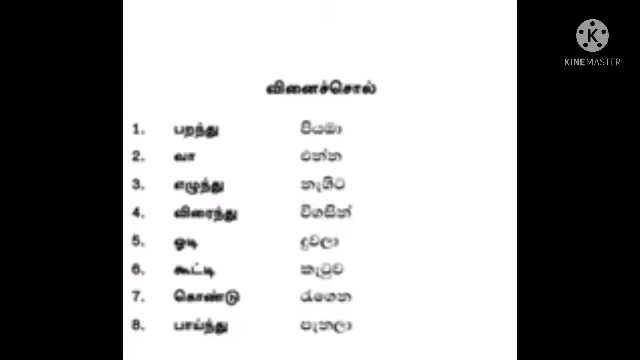 வினைச்சொல்
1. பறந்து පියඹා
2. வா එන්න
3. எழுந்து නැගිට
4. விரைந்து විගසින්
5. ஓடி දුවලා
6. கூட்டி කැටුව
7. கொண்டு රැගෙන
8. பாய்ந்து පැනලා
K
KINEMASTER